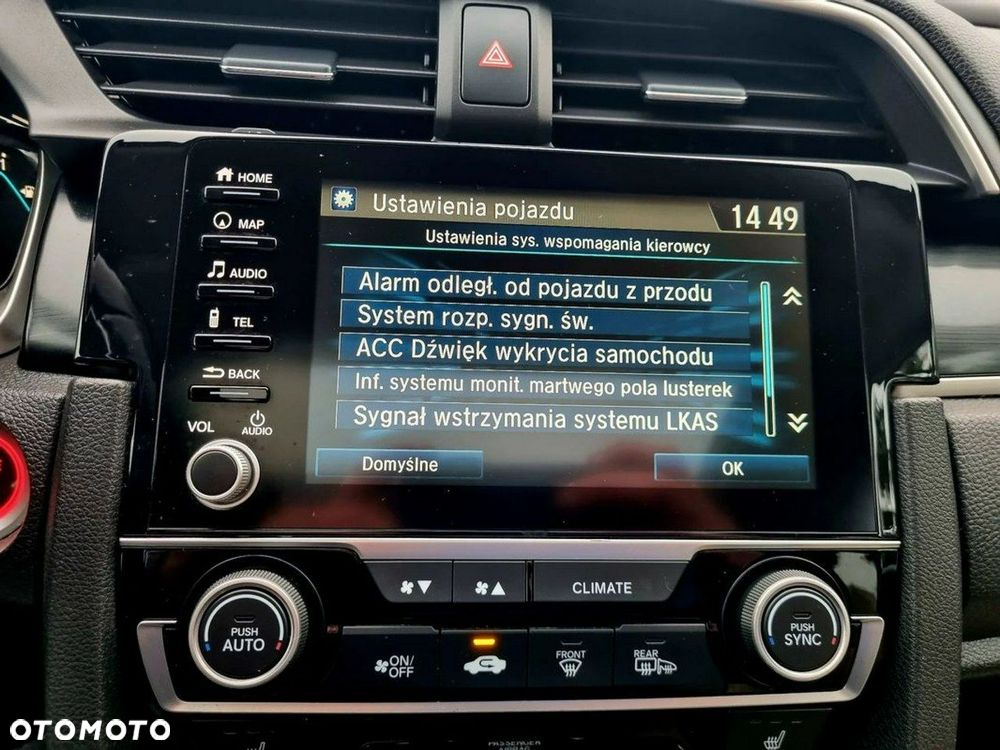 HOME
MAP
AUDIO
TEL
BACK
VOL
AUDIO
Ustawienia pojazdu
14 49
Ustawienia sys. wspomagania kierowcy
Alarm odległ. od pojazdu z przodu
System rozp. sygn. św.
ACC Dźwięk wykrycia samochodu
Inf. systemu monit. martwego pola lusterek
Sygnał wstrzymania systemu LKAS
Domyślne
OK
CLIMATE
PUSH
AUTO
ON/
OFF
FRONT
REAR
PUSH
SYNC
PASSENGER
AIRBAG
OTOMOTO